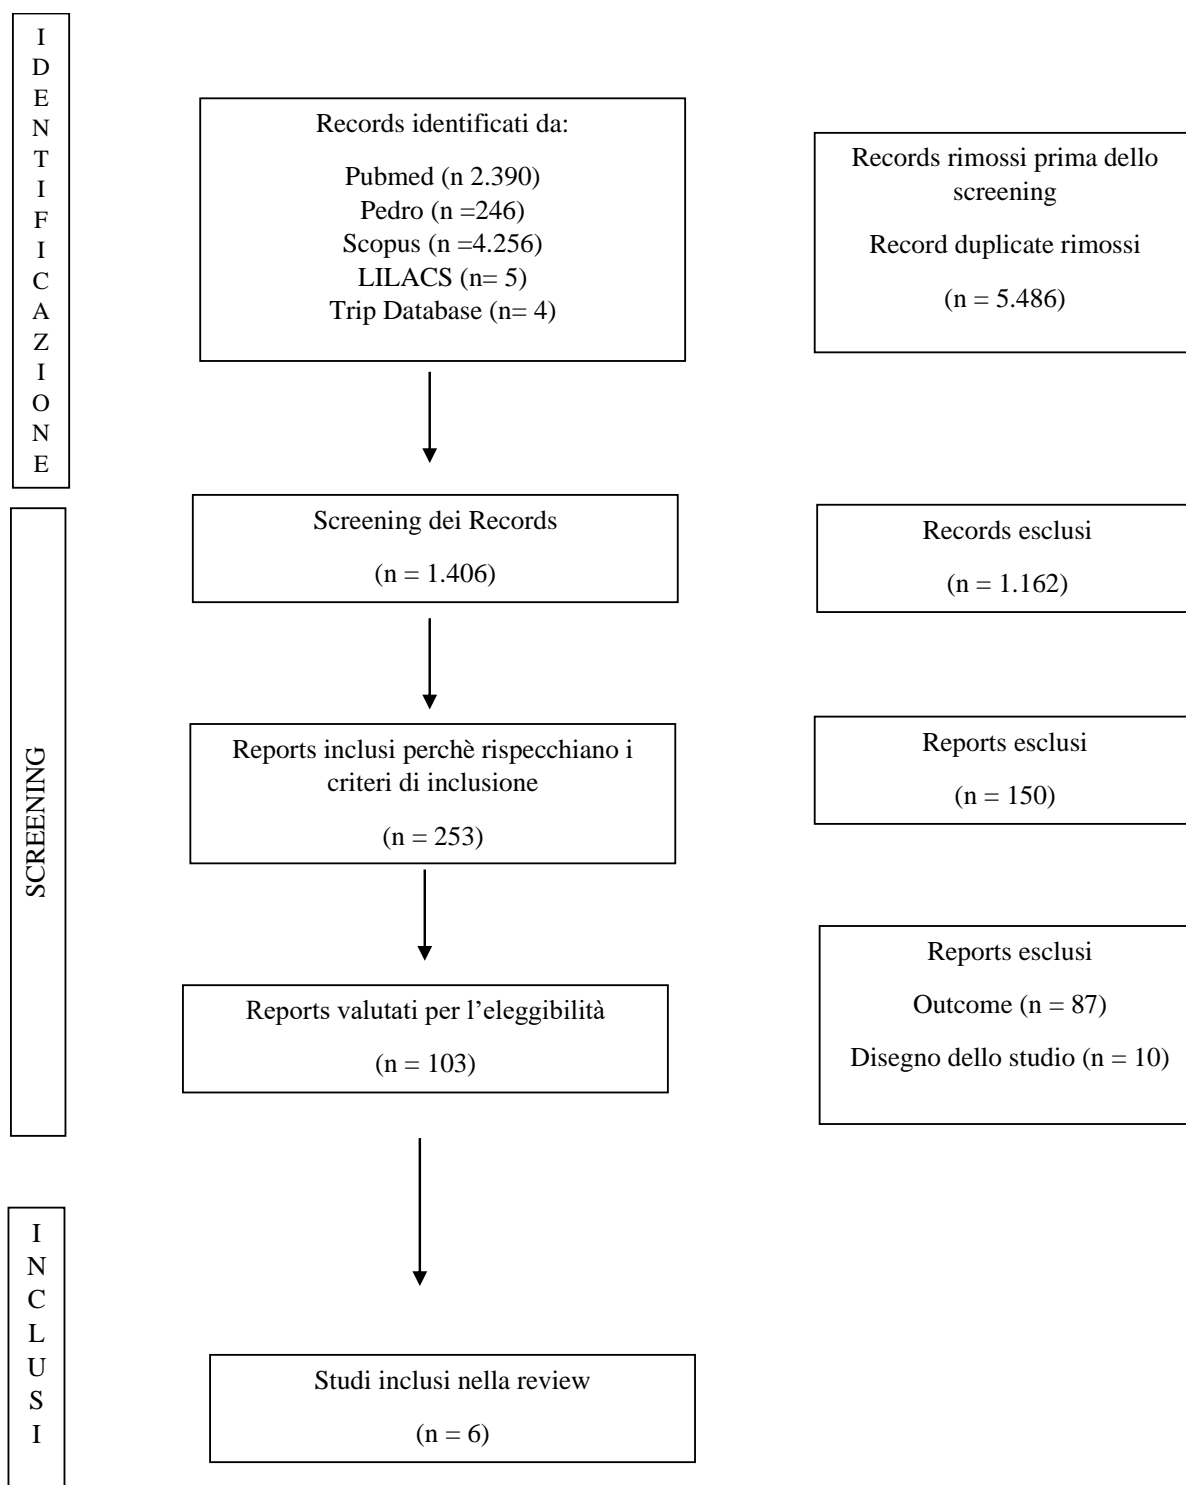 IDENTIFICAZIONE
Records identificati da:
Pubmed (n 2.390)
Pedro (n =246)
Scopus (n =4.256)
LILACS (n= 5)
Trip Database (n= 4)
Records rimossi prima dello
screening
Record duplicate rimossi
(n = 5.486)
SCREENING
Screening dei Records
(n = 1.406)
Records esclusi
(n = 1.162)
Reports inclusi perchè rispecchiano i
criteri di inclusione
(n = 253)
Reports esclusi
(n = 150)
Reports valutati per l’eleggibilità
(n = 103)
Reports esclusi
Outcome (n = 87)
Disegno dello studio (n = 10)
INCLUSI
Studi inclusi nella review
(n = 6)